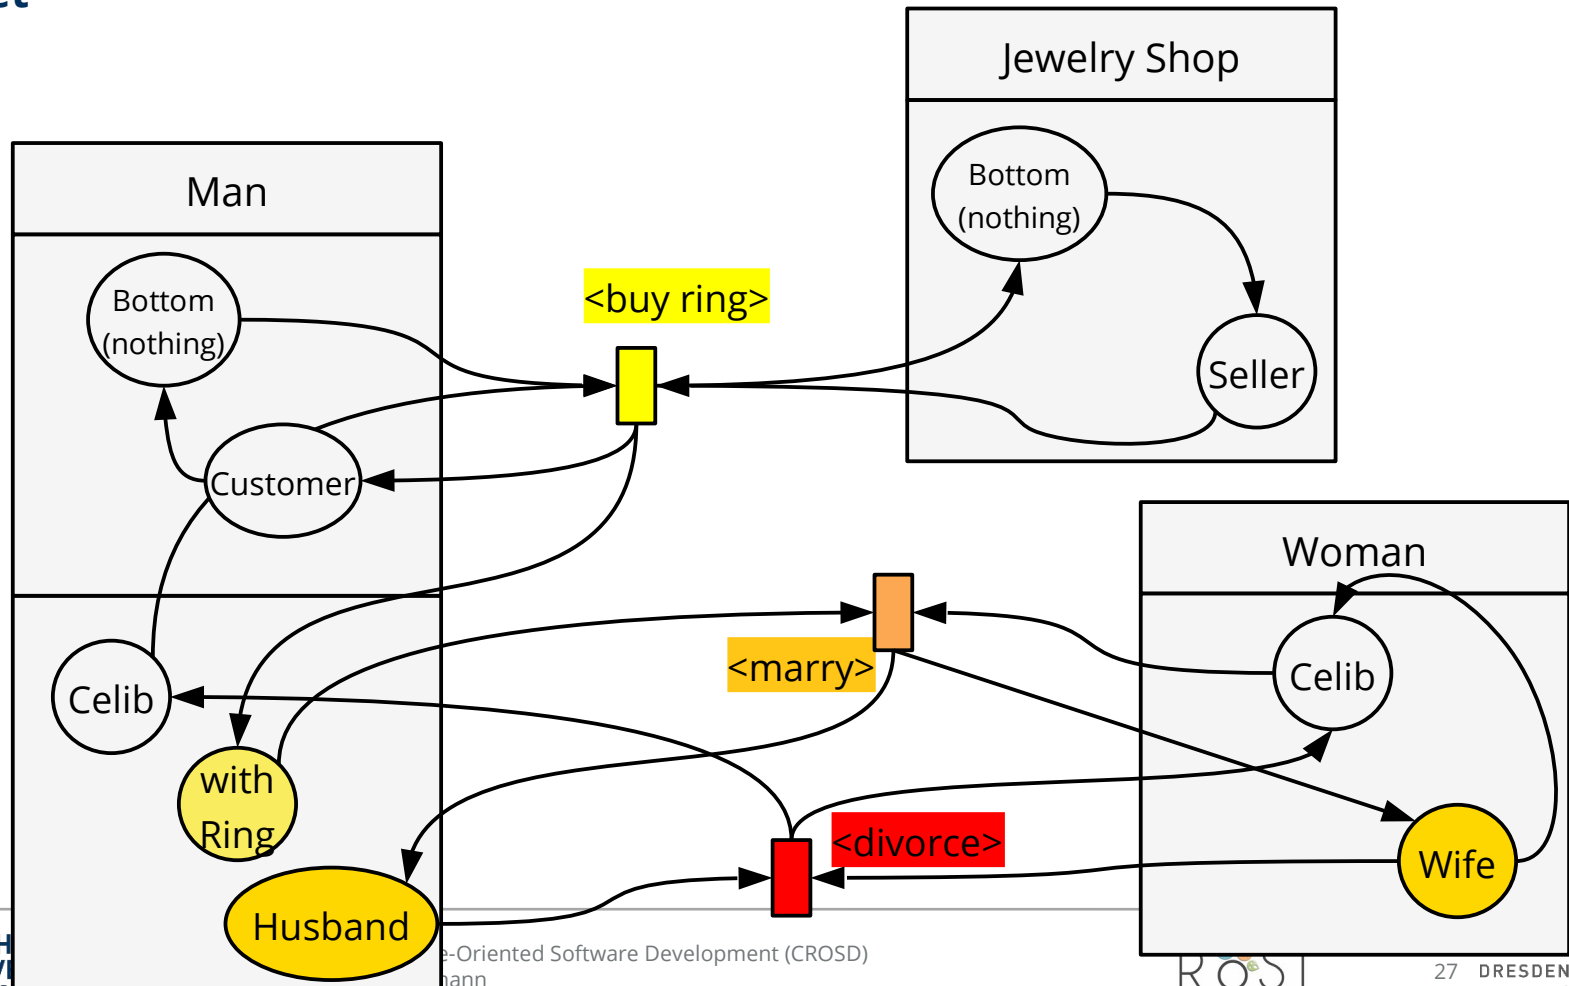 Jewelry Shop
Bottom
(nothing)
Seller
Man
Bottom
(nothing)
Customer
<buy ring>
Celib
with
Ring
Husband
<marry>
<divorce>
Woman
Celib
Wife
e-Oriented Software Development (CROSD)
27 DRESDEN